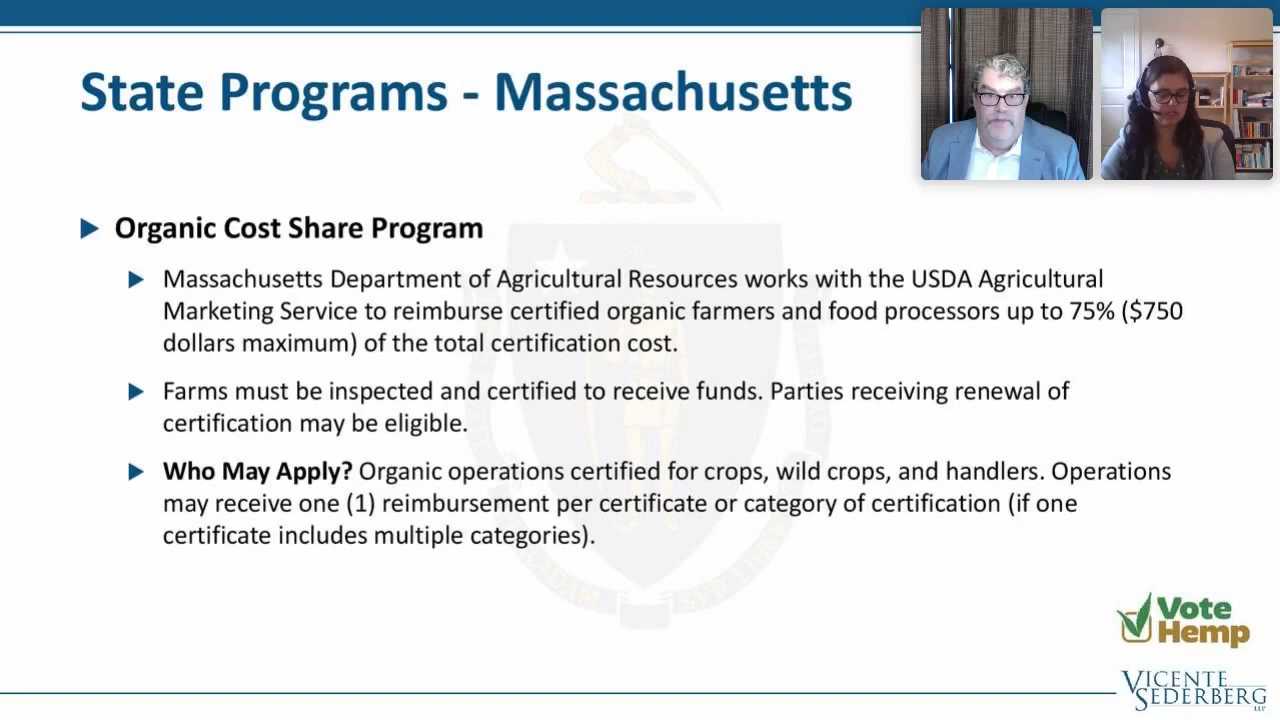 State Programs - Massachusetts
Organic Cost Share Program
Massachusetts Department of Agricultural Resources works with the USDA Agricultural
Marketing Service to reimburse certified organic farmers and food processors up to 75% ($750
dollars maximum) of the total certification cost.
Farms must be inspected and certified to receive funds. Parties receiving renewal of
certification may be eligible.
Who May Apply? Organic operations certified for crops, wild crops, and handlers. Operations
may receive one (1) reimbursement per certificate or category of certification (if one
certificate includes multiple categories).
Vote
Hemp
VICENTE
SEDERBERG
LLP